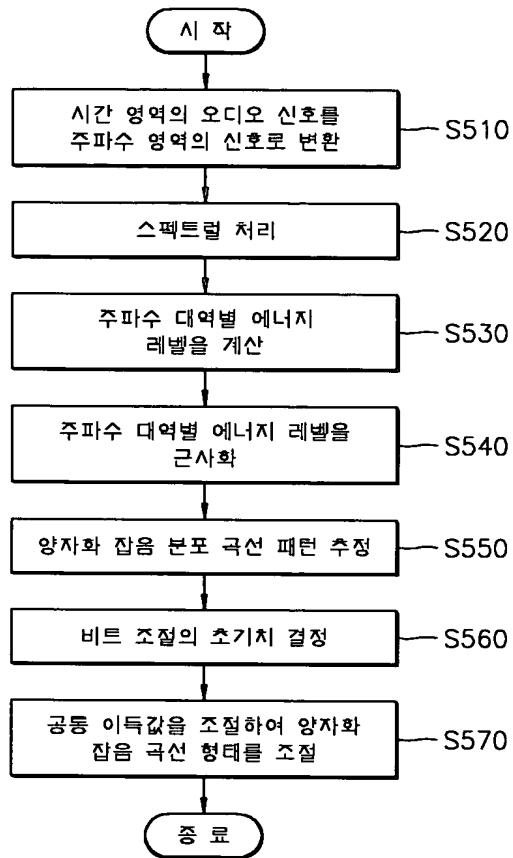 시 작
시간 영역의 오디오 신호를
주파수 영역의 신호로 변환
S510
스펙트럴 처리
S520
주파수 대역별 에너지
레벨을 계산
S530
주파수 대역별 에너지 레벨을
근사화
S540
양자화 잡음 분포 곡선 패턴 추정
S550
비트 조절의 초기치 결정
S560
공통 이득값을 조절하여 양자화
잡음 곡선 형태를 조절
S570
종 료